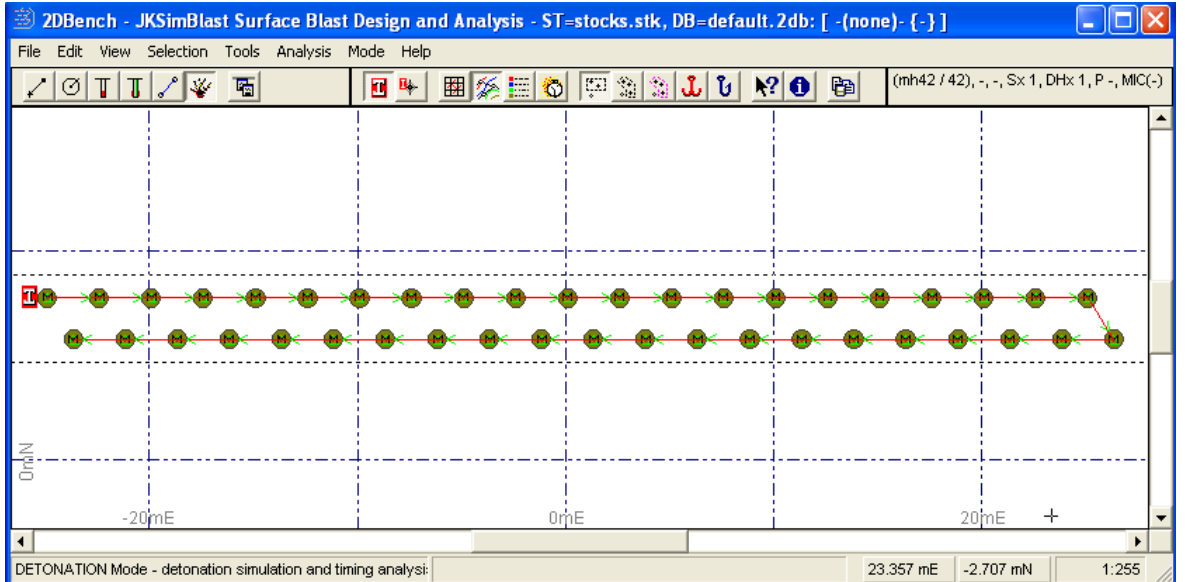 2DBench - JKSimBlast Surface Blast Design and Analysis - ST=stocks.stk, DB=default.2db: [ -(none)- {-} ]
File Edit View Selection Tools Analysis Mode Help
(mh42 / 42), -, -, Sx 1, DHx 1, P -, MIC(-)
I M M M M M M M M M M M M M M M M M M M M M
M M M M M M M M M M M M M M M M M M M M M
0mN
-20mE 0mE 20mE
DETONATION Mode - detonation simulation and timing analysi: 23.357 mE -2.707 mN 1:255